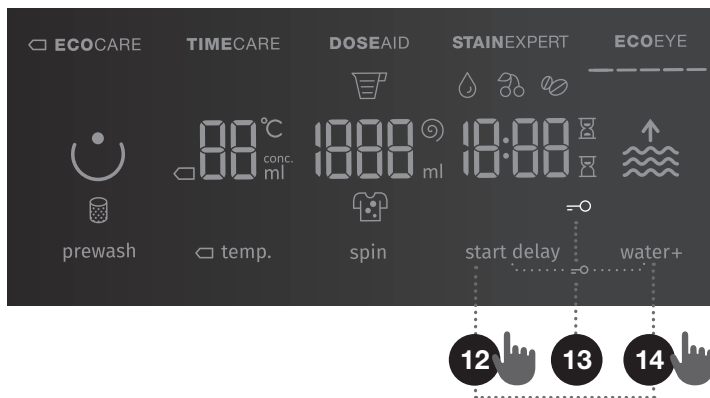 ECOCARE TIMECARE DOSEAID STAINEXPERT ECOEYE
88 °C conc. ml 1888 ml 18:88
prewash temp. spin start delay water+
12 13 14